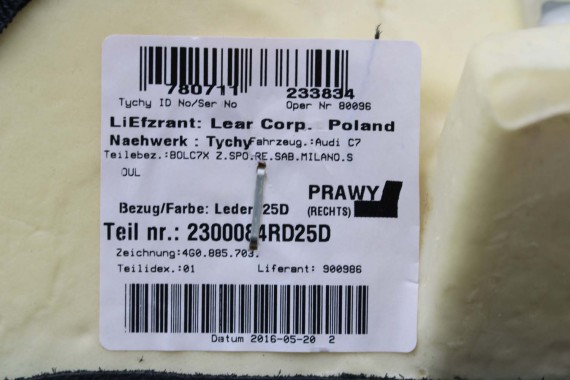 780711 233834
Tychy ID No/Ser No Oper Nr 80096
LiEfzrant: Lear Corp. Poland
Naehwerk : Tychy Fahrzeug.:Audi C7
Teilebez.:BOLC7X Z.SPO.RE.SAB.MILANO.S
OUL
PRAWY
Bezug/Farbe: Leder 25D (RECHTS)
Teil nr.: 2300084RD25D
Zeichnung:4G0.885.703.
Teilidex.:01 Liferant: 900986
Datum 2016-05-20 2